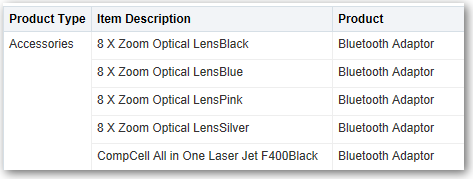 Product Type Item Description Product
Accessories 8 X Zoom Optical LensBlack Bluetooth Adaptor
8 X Zoom Optical LensBlue Bluetooth Adaptor
8 X Zoom Optical LensPink Bluetooth Adaptor
8 X Zoom Optical LensSilver Bluetooth Adaptor
CompCell All in One Laser Jet F400Black Bluetooth Adaptor